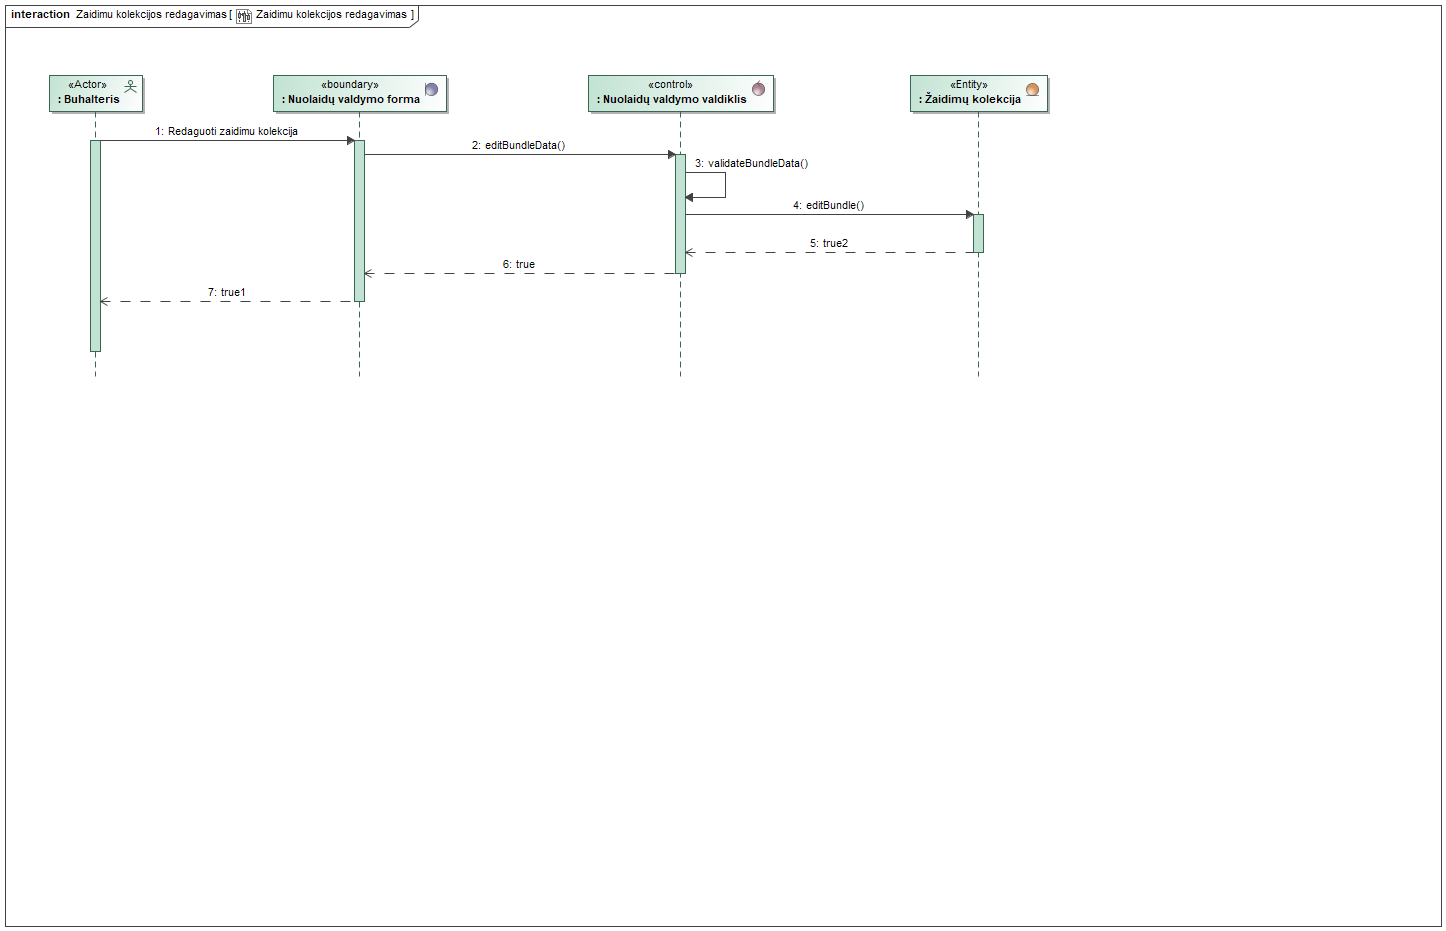 interaction Zaidimu kolekcijos redagavimas [ Zaidimu kolekcijos redagavimas ]
«Actor»
: Buhalteris
«boundary»
: Nuolaidų valdymo forma
«control»
: Nuolaidų valdymo valdiklis
«Entity»
: Žaidimų kolekcija
1: Redaguoti zaidimu kolekcija
2: editBundleData()
3: validateBundleData()
4: editBundle()
5: true2
6: true
7: true1